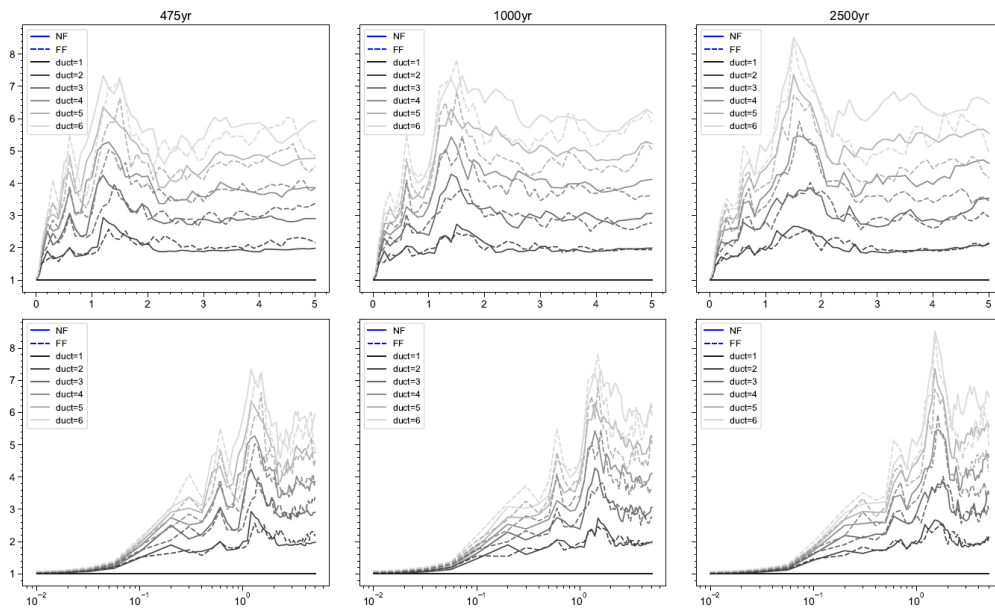 475yr
1000yr
2500yr
NF
FF
duct=1
duct=2
duct=3
duct=4
duct=5
duct=6
8
7
6
5
4
3
2
1
0 1 2 3 4 5
NF
FF
duct=1
duct=2
duct=3
duct=4
duct=5
duct=6
0 1 2 3 4 5
NF
FF
duct=1
duct=2
duct=3
duct=4
duct=5
duct=6
0 1 2 3 4 5
NF
FF
duct=1
duct=2
duct=3
duct=4
duct=5
duct=6
8
7
6
5
4
3
2
1
10⁻² 10⁻¹ 10⁰
NF
FF
duct=1
duct=2
duct=3
duct=4
duct=5
duct=6
10⁻² 10⁻¹ 10⁰
NF
FF
duct=1
duct=2
duct=3
duct=4
duct=5
duct=6
10⁻² 10⁻¹ 10⁰